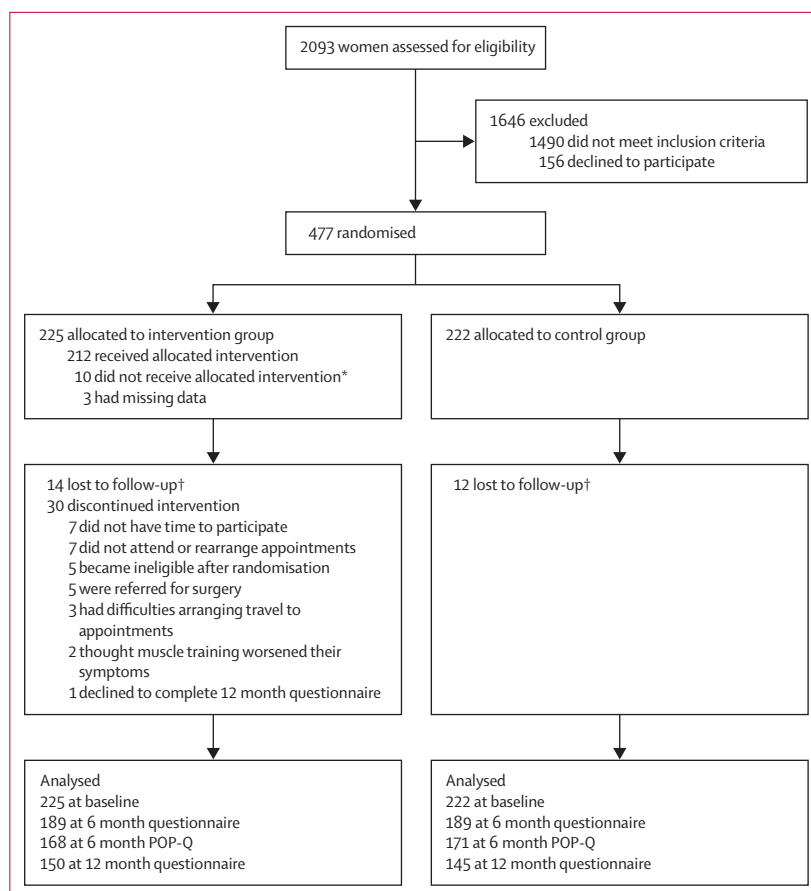 2093 women assessed for eligibility
1646 excluded
1490 did not meet inclusion criteria
156 declined to participate
477 randomised
225 allocated to intervention group
212 received allocated intervention
10 did not receive allocated intervention*
3 had missing data
222 allocated to control group
14 lost to follow-up†
30 discontinued intervention
7 did not have time to participate
7 did not attend or rearrange appointments
5 became ineligible after randomisation
5 were referred for surgery
3 had difficulties arranging travel to
appointments
2 thought muscle training worsened their
symptoms
1 declined to complete 12 month questionnaire
12 lost to follow-up†
Analysed
225 at baseline
189 at 6 month questionnaire
168 at 6 month POP-Q
150 at 12 month questionnaire
Analysed
222 at baseline
189 at 6 month questionnaire
171 at 6 month POP-Q
145 at 12 month questionnaire